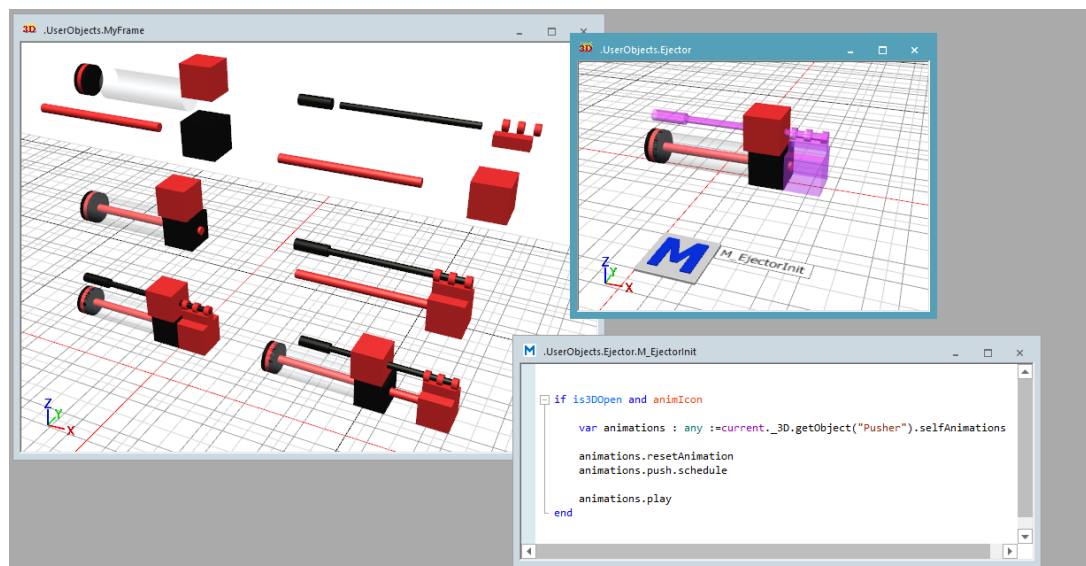 3D .UserObjects.MyFrame
3D .UserObjects.Ejector
M
M_EjectorInit
Z
Y
X
Z
Y
X
M .UserObjects.Ejector.M_EjectorInit
if is3DOpen and animIcon
var animations : any :=current._3D.getObject("Pusher").selfAnimations
animations.resetAnimation
animations.push.schedule
animations.play
end